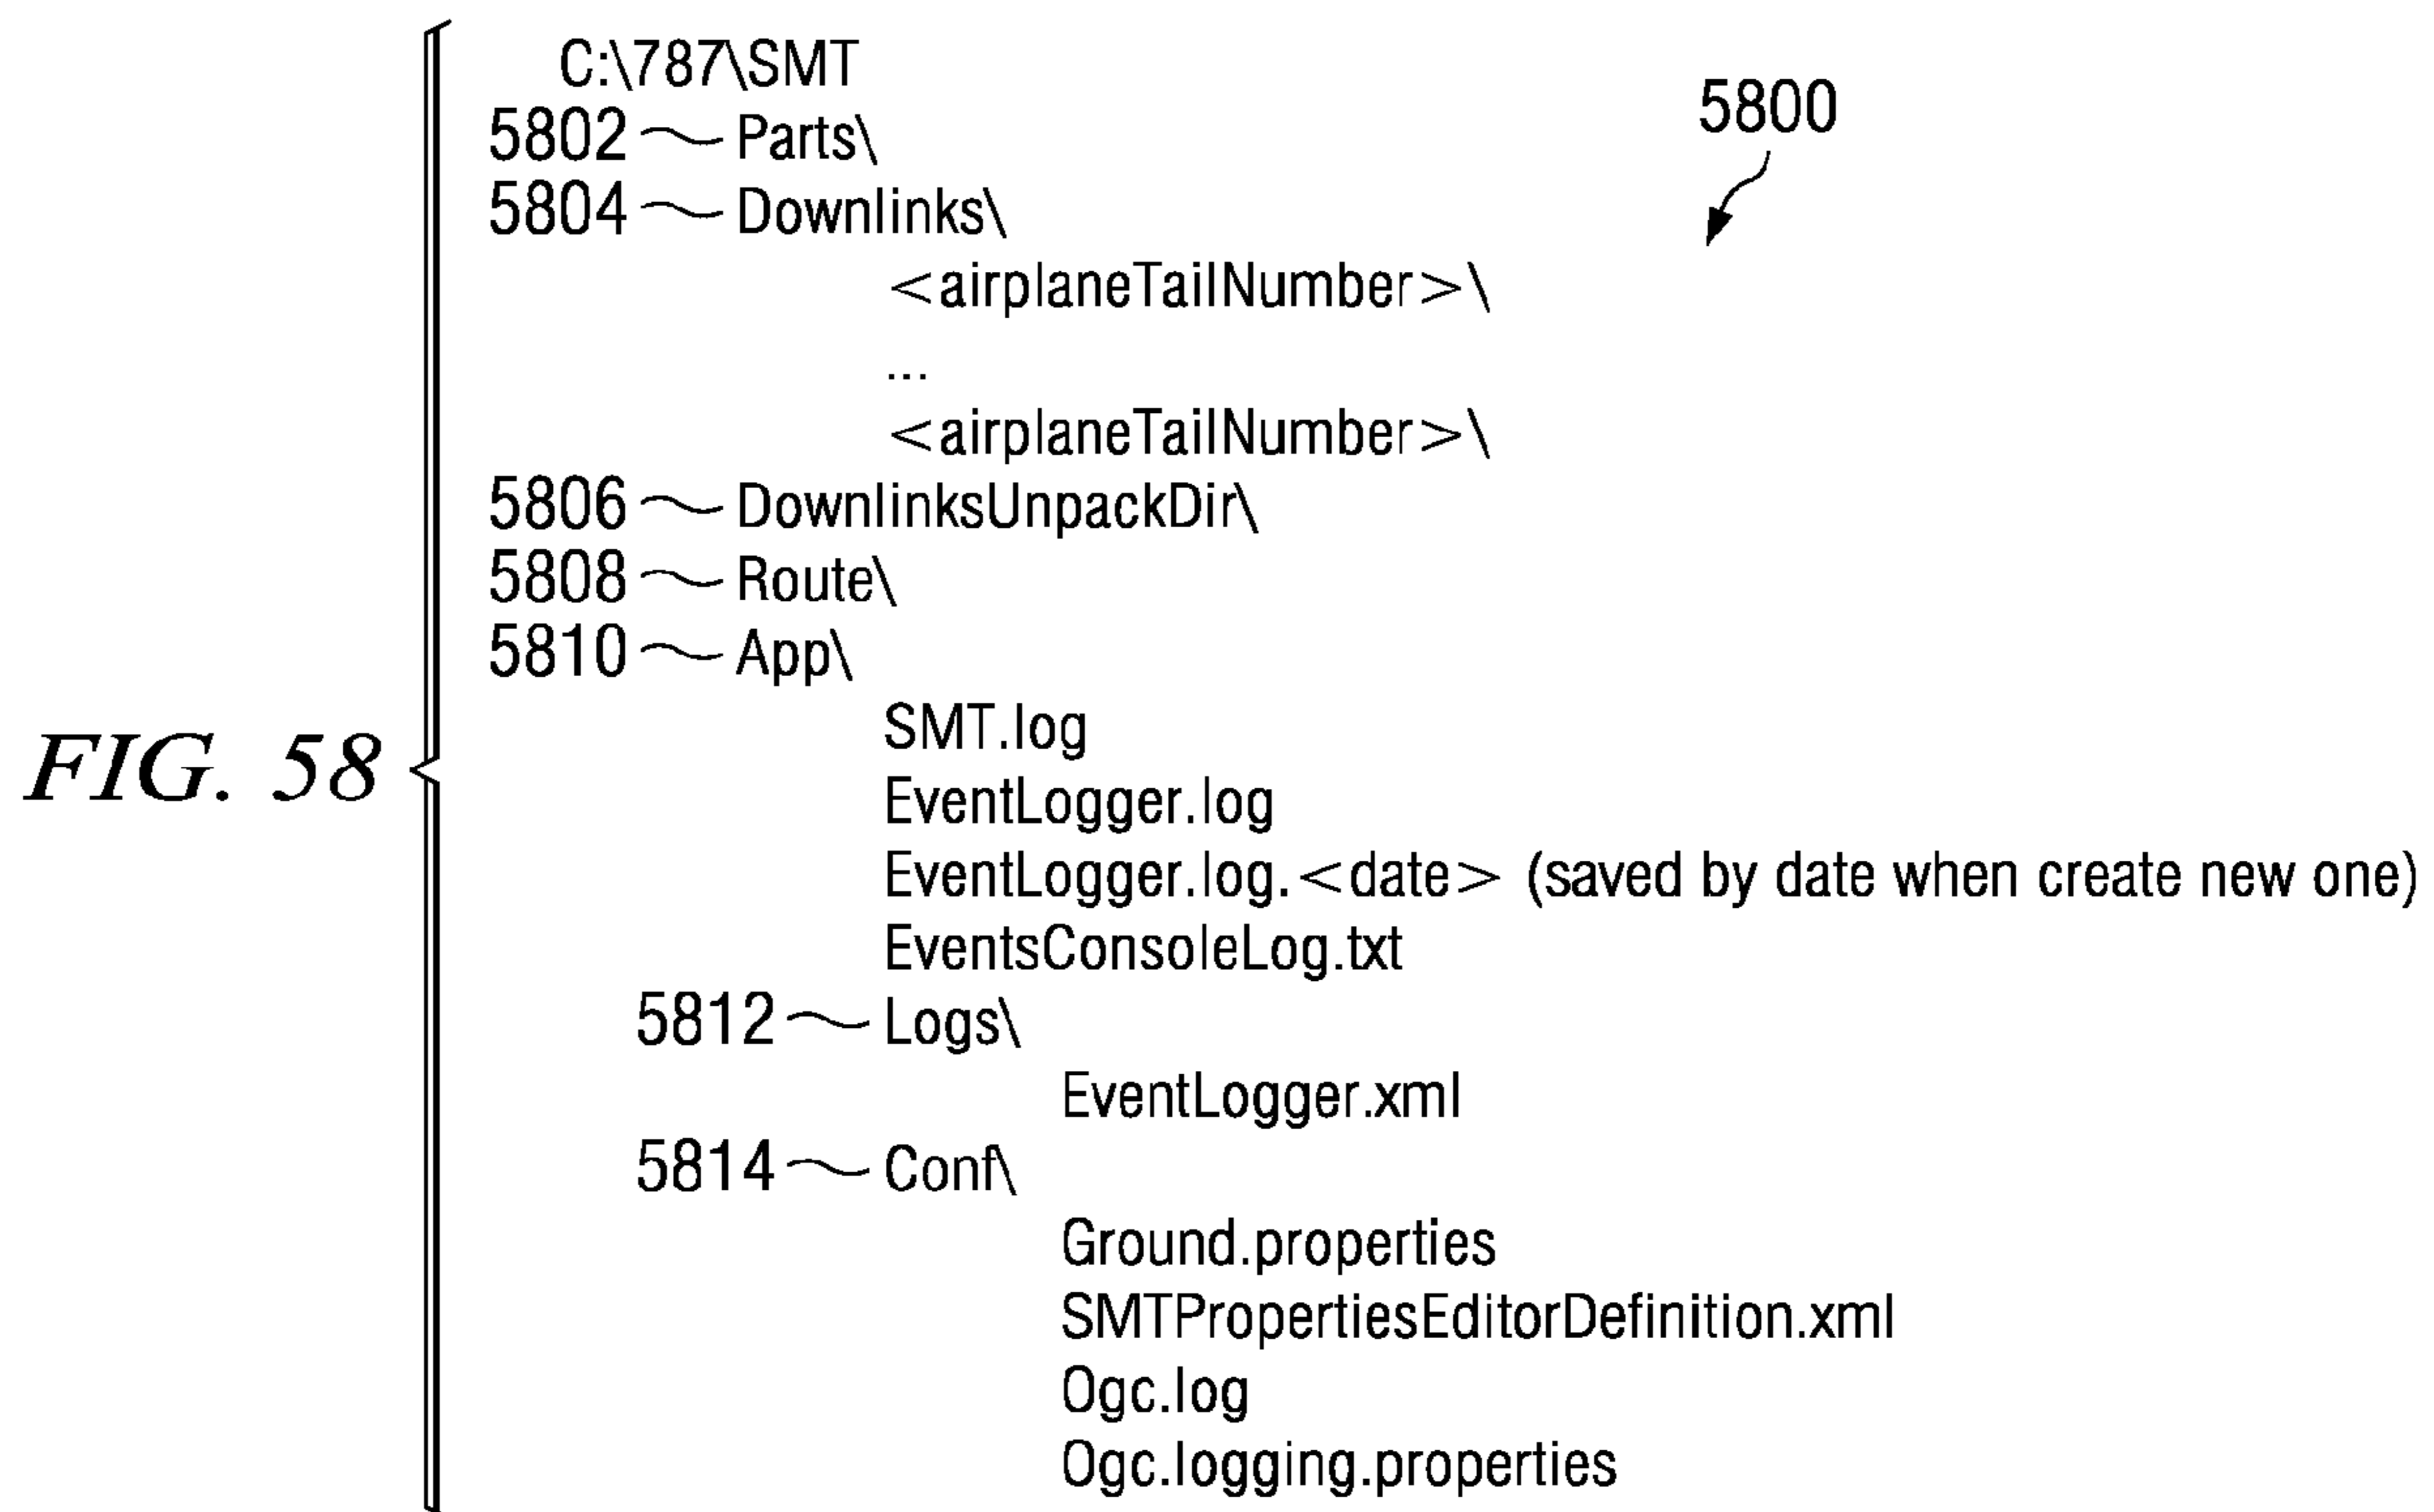 C:\787\SMT
5800
5802 Parts\
5804 Downlinks\
<airplaneTailNumber>\
...
<airplaneTailNumber>\
5806 DownlinksUnpackDir\
5808 Route\
5810 App\
SMT.log
FIG. 58
EventLogger.log
EventLogger.log.<date> (saved by date when create new one)
EventsConsoleLog.txt
5812 Logs\
EventLogger.xml
5814 Conf\
Ground.properties
SMTPropertiesEditorDefinition.xml
Ogc.log
Ogc.logging.properties